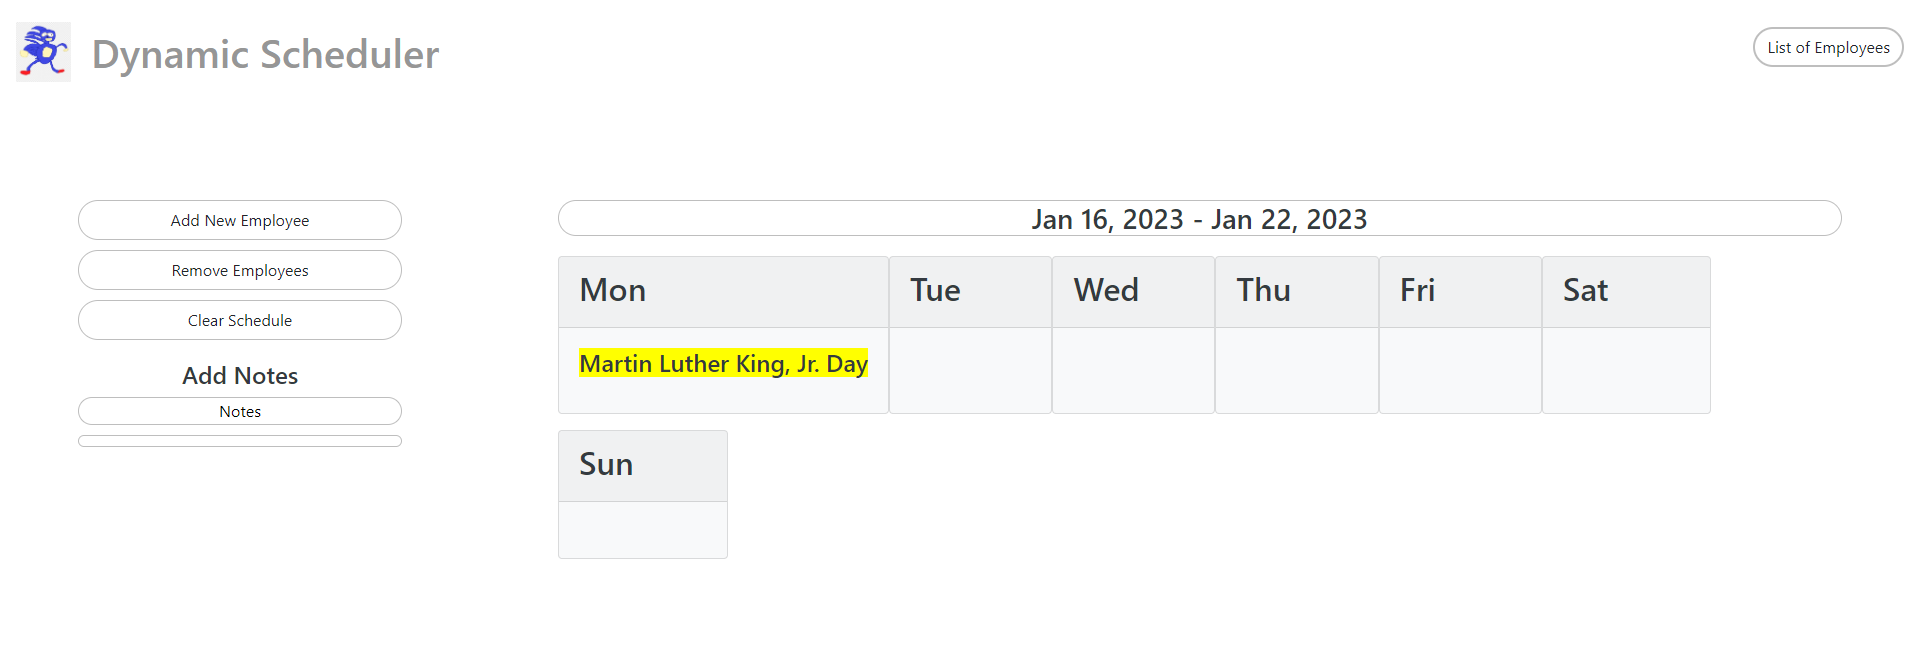 Dynamic Scheduler
List of Employees
Add New Employee
Remove Employees
Clear Schedule
Add Notes
Notes
Jan 16, 2023 - Jan 22, 2023
Mon Tue Wed Thu Fri Sat
Martin Luther King, Jr. Day
Sun